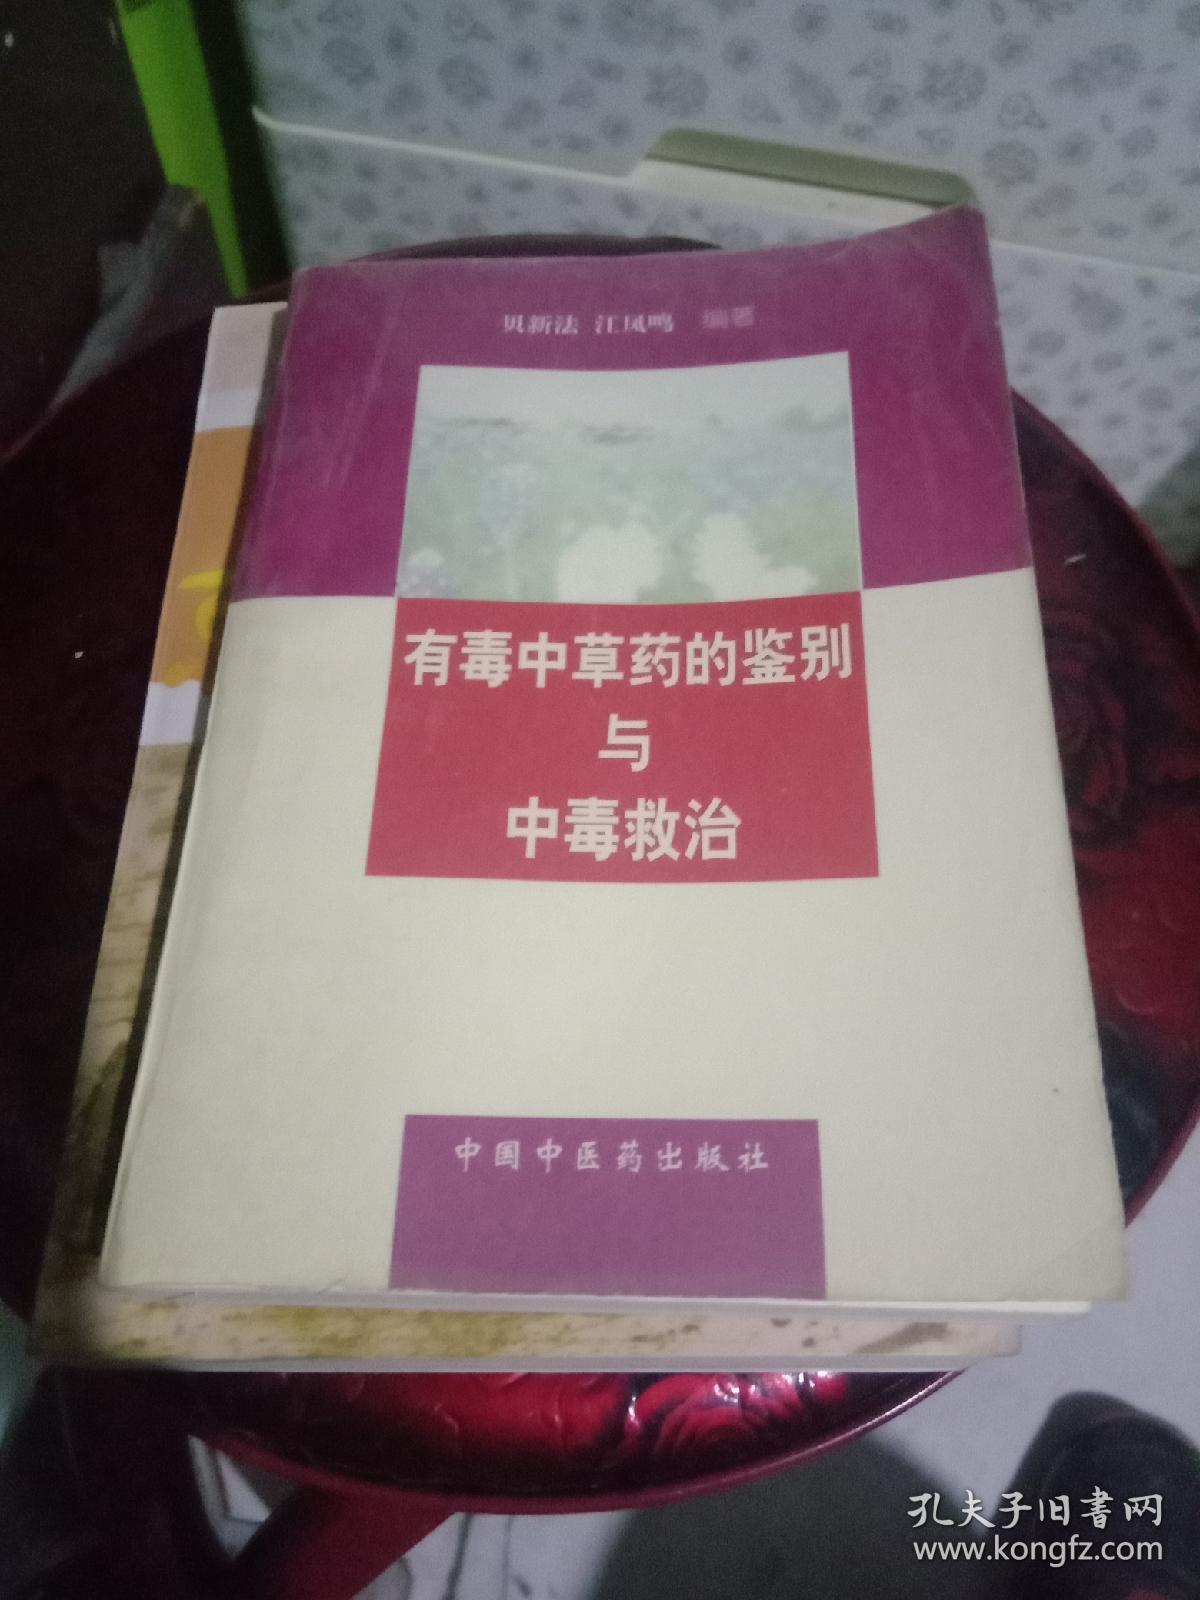 贝新法 江凤鸣 编著
有毒中草药的鉴别
与
中毒救治
中国中医药出版社
孔夫子旧书网
www.kongfz.com